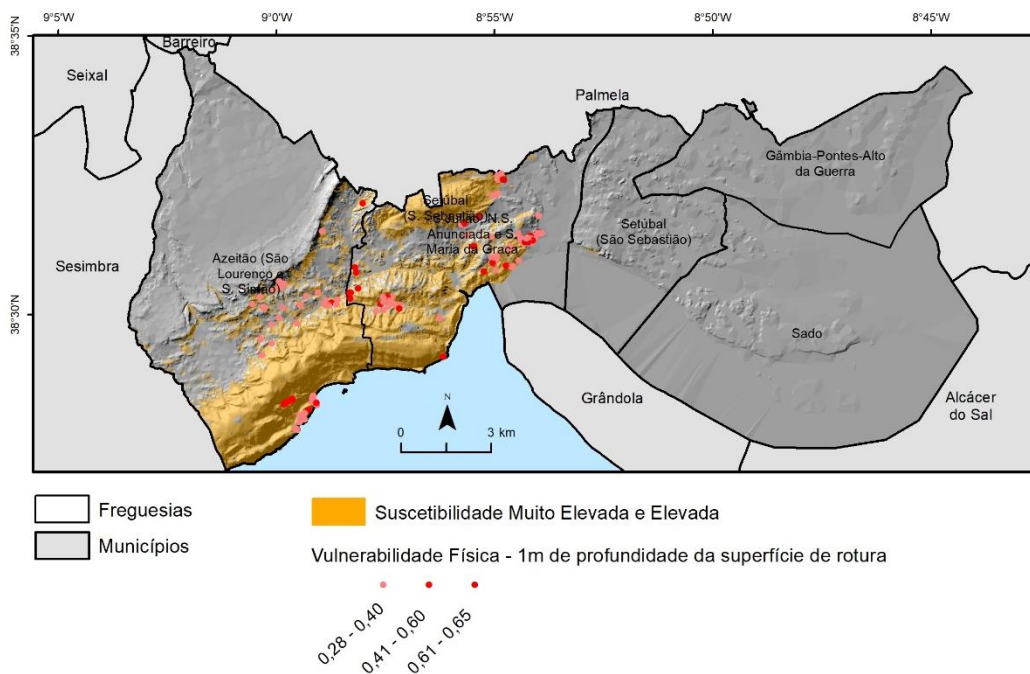 9°5'W 9°0'W 8°55'W 8°50'W 8°45'W
38°35'N
Barreiro
Seixal
Palmela
Gâmbia-Pontes-Alto
da Guerra
Setúbal
(S. Sebastião)
S. Julião, N.S.
Anunciada e S.
Maria da Graça
Setúbal
(São Sebastião)
Azeitão (São
Lourenço e
S. Simão)
Sesimbra
38°30'N
Sado
Grândola
Alcácer
do Sal
N
0 3 km
Freguesias
Municípios
Suscetibilidade Muito Elevada e Elevada
Vulnerabilidade Física - 1m de profundidade da superfície de rotura
0,28 - 0,40
0,41 - 0,60
0,61 - 0,65